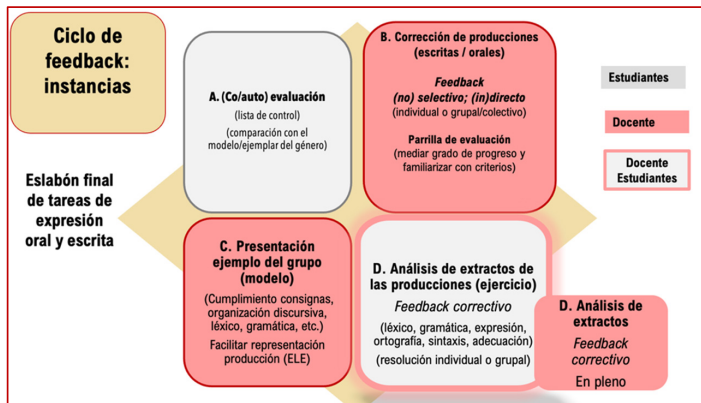 Ciclo de
feedback:
instancias
Eslabón final
de tareas de
expresión
oral y escrita
A. (Co/auto) evaluación
(lista de control)
(comparación con el
modelo/ejemplar del género)
B. Corrección de producciones
(escritas / orales)
Feedback
(no) selectivo; (in)directo
(individual o grupal/colectivo)
Parrilla de evaluación
(mediar grado de progreso y
familiarizar con criterios)
C. Presentación
ejemplo del grupo
(modelo)
(Cumplimiento consignas,
organización discursiva,
léxico, gramática, etc.)
Facilitar representación
producción (ELE)
D. Análisis de extractos de
las producciones (ejercicio)
Feedback correctivo
(léxico, gramática, expresión,
ortografía, sintaxis, adecuación)
(resolución individual o grupal)
D. Análisis de
extractos
Feedback
correctivo
En pleno
Estudiantes
Docente
Docente
Estudiantes